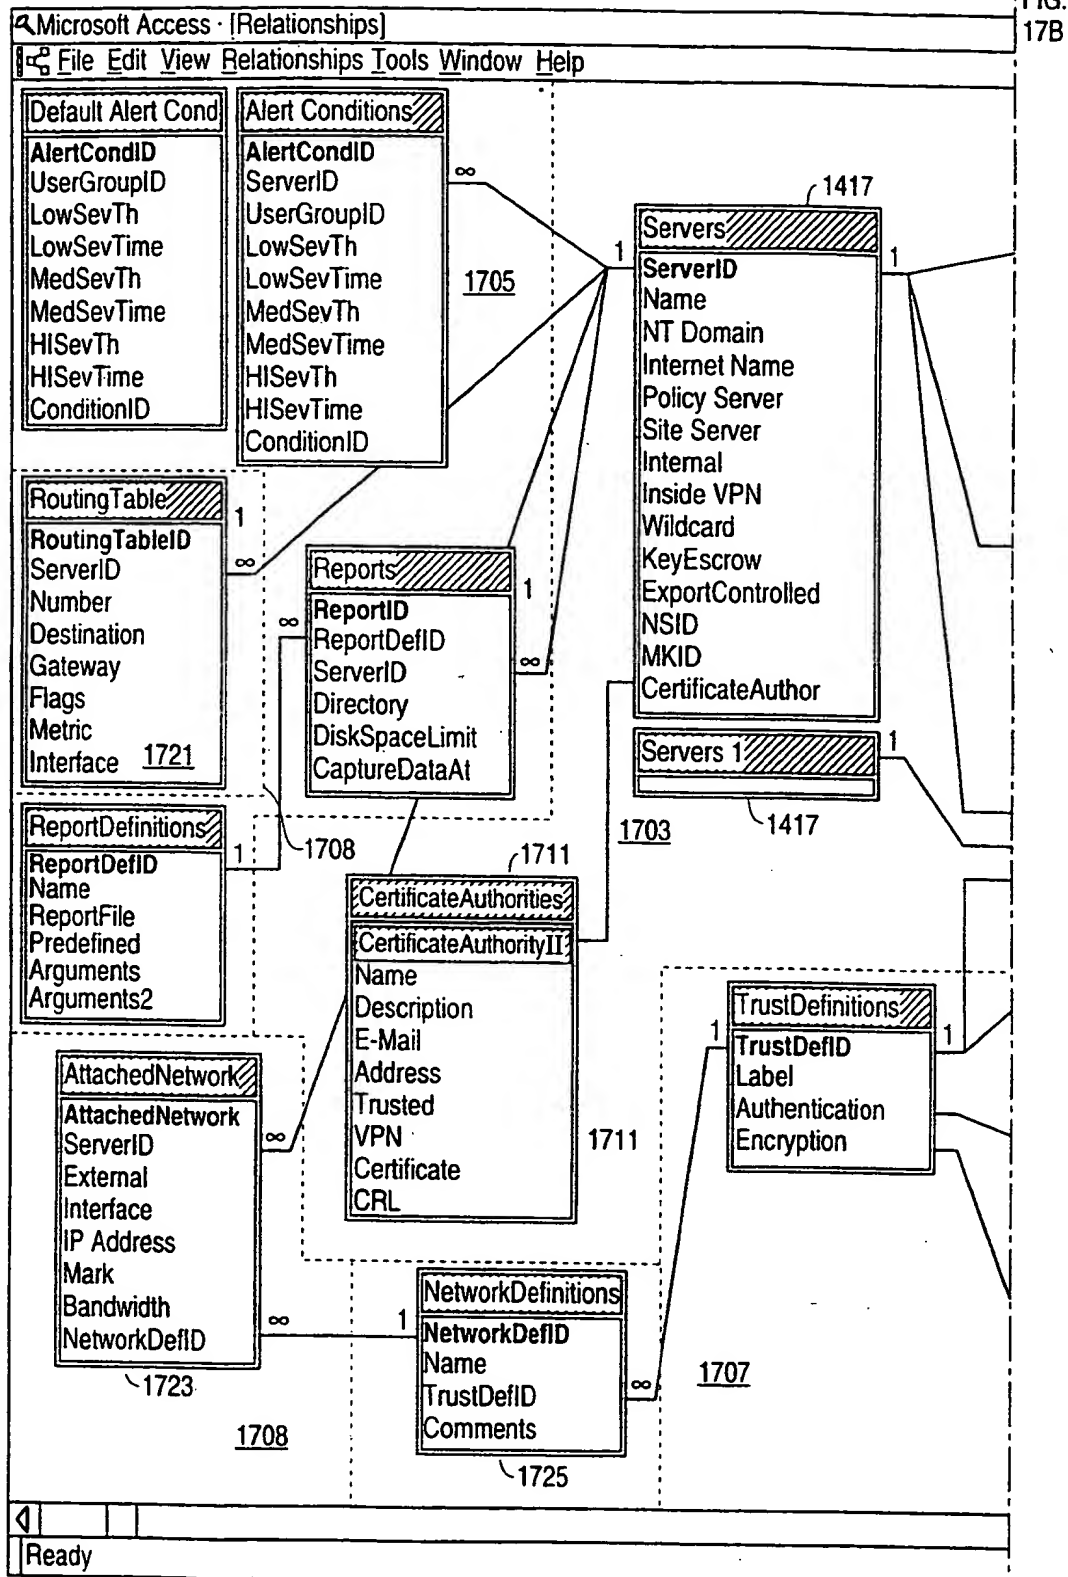 FIG.
17B
Microsoft Access · [Relationships]
File Edit View Relationships Tools Window Help
Default Alert Cond
AlertCondID
UserGroupID
LowSevTh
LowSevTime
MedSevTh
MedSevTime
HISevTh
HISevTime
ConditionID
Alert Conditions
AlertCondID
ServerID
UserGroupID
LowSevTh
LowSevTime
MedSevTh
MedSevTime
HISevTh
HISevTime
ConditionID
∞
1705
1417
1
Servers
ServerID
Name
NT Domain
Internet Name
Policy Server
Site Server
Internal
Inside VPN
Wildcard
KeyEscrow
ExportControlled
NSID
MKID
CertificateAuthor
1
Servers 1
1
1417
1703
RoutingTable
RoutingTableID
ServerID
Number
Destination
Gateway
Flags
Metric
Interface
1721
1
∞
Reports
ReportID
ReportDefID
ServerID
Directory
DiskSpaceLimit
CaptureDataAt
∞
1
∞
1708
ReportDefinitions
ReportDefID
Name
ReportFile
Predefined
Arguments
Arguments2
1
1711
CertificateAuthorities
CertificateAuthorityII
Name
Description
E-Mail
Address
Trusted
VPN
Certificate
CRL
1711
TrustDefinitions
TrustDefID
Label
Authentication
Encryption
1
1
AttachedNetwork
AttachedNetwork
ServerID
External
Interface
IP Address
Mark
Bandwidth
NetworkDefID
∞
∞
1723
1708
1
NetworkDefinitions
NetworkDefID
Name
TrustDefID
Comments
∞
1725
1707
Ready